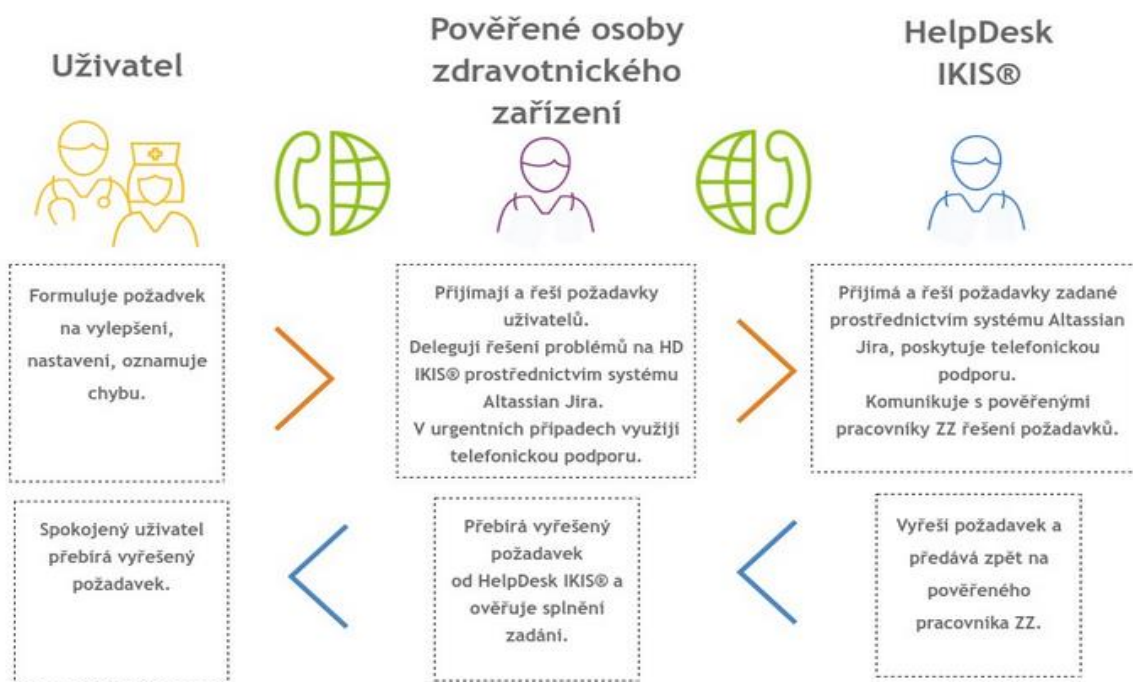 Uživatel
Pověřené osoby
zdravotnického
zařízení
HelpDesk
IKIS®
Formuluje požadvek
na vylepšení,
nastavení, oznamuje
chybu.
Přijímají a řeší požadavky
uživatelů.
Delegují řešení problémů na HD
IKIS® prostřednictvím systému
Altassian Jira.
V urgentních případech využijí
telefonickou podporu.
Přijímá a řeší požadavky zadané
prostřednictvím systému Altassian
Jira, poskytuje telefonickou
podporu.
Komunikuje s pověřenými
pracovníky ZZ řešení požadavků.
Spokojený uživatel
přebírá vyřešený
požadavek.
Přebírá vyřešený
požadavek
od HelpDesk IKIS® a
ověřuje splnění
zadání.
Vyřeší požadavek a
předává zpět na
pověřeného
pracovníka ZZ.